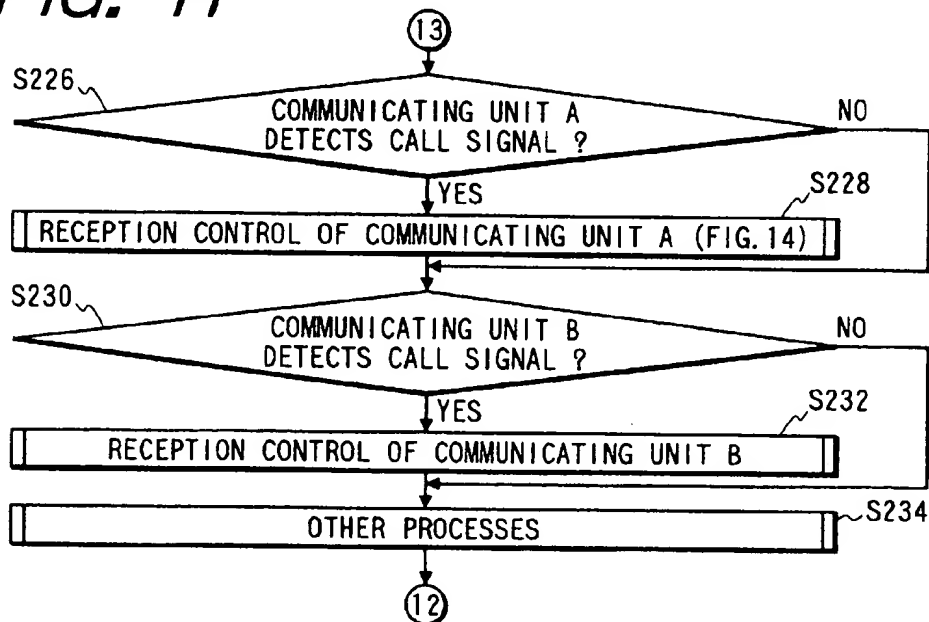 FIG. 11
13
S226
COMMUNICATING UNIT A
DETECTS CALL SIGNAL ?
NO
YES
S228
RECEPTION CONTROL OF COMMUNICATING UNIT A (FIG. 14)
S230
COMMUNICATING UNIT B
DETECTS CALL SIGNAL ?
NO
YES
S232
RECEPTION CONTROL OF COMMUNICATING UNIT B
OTHER PROCESSES
S234
12